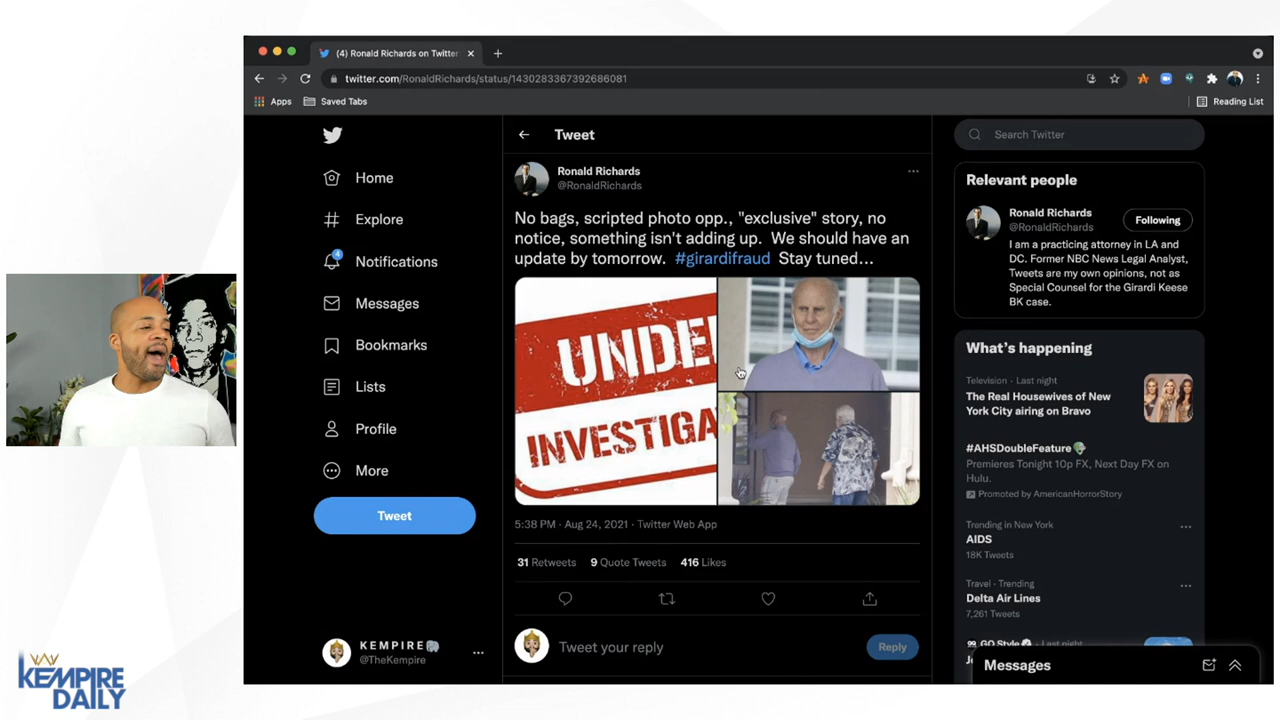 (4) Ronald Richards on Twitter
twitter.com/RonaldRichards/status/1430283367392686081
Apps
Saved Tabs
Reading List
Home
Explore
4
Notifications
Messages
Bookmarks
Lists
Profile
More
Tweet
KEMPIRE
@TheKempire
Tweet
Ronald Richards
@RonaldRichards
No bags, scripted photo opp., "exclusive" story, no
notice, something isn't adding up.  We should have an
update by tomorrow.  #girardifraud  Stay tuned...
UNDE
INVESTIGA
5:38 PM · Aug 24, 2021 · Twitter Web App
31 Retweets
9 Quote Tweets
416 Likes
Tweet your reply
Reply
Search Twitter
Relevant people
Ronald Richards
@RonaldRichards
Following
I am a practicing attorney in LA and
DC. Former NBC News Legal Analyst,
Tweets are my own opinions, not as
Special Counsel for the Girardi Keese
BK case.
What's happening
Television · Last night
The Real Housewives of New
York City airing on Bravo
#AHSDoubleFeature
Premieres Tonight 10p FX, Next Day FX on
Hulu.
Promoted by AmericanHorrorStory
Trending in New York
AIDS
18K Tweets
Travel · Trending
Delta Air Lines
7,261 Tweets
GQ Style · Last night
Messages
KEMPIRE
DAILY